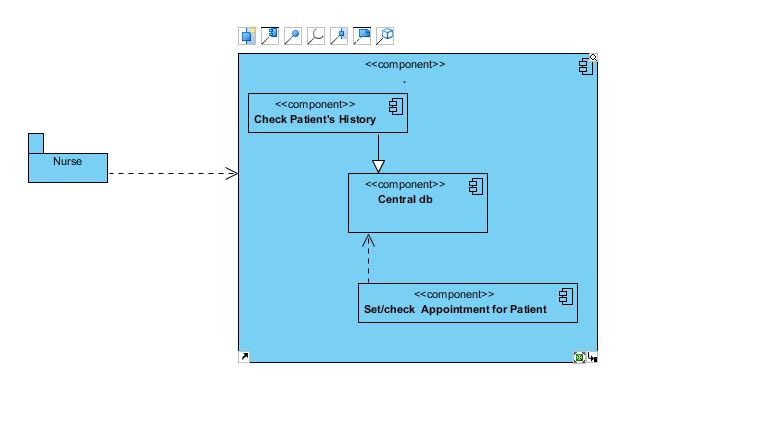 <<component>>
.
<<component>>
Check Patient's History
Nurse
<<component>>
Central db
<<component>>
Set/check Appointment for Patient